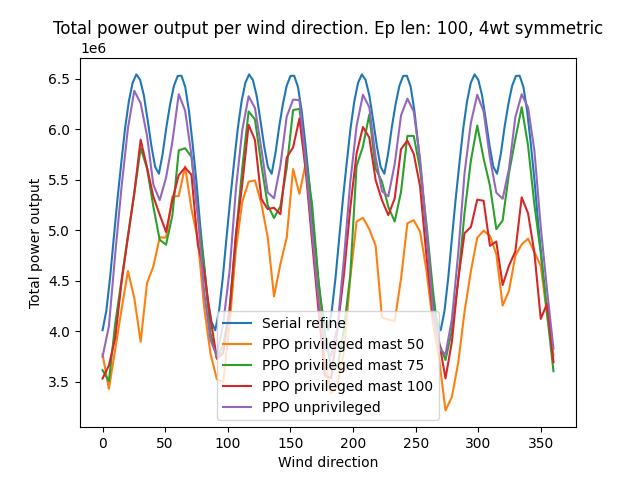 Total power output per wind direction. Ep len: 100, 4wt symmetric
1e6
6.5
6.0
5.5
5.0
4.5
4.0
3.5
Total power output
Serial refine
PPO privileged mast 50
PPO privileged mast 75
PPO privileged mast 100
PPO unprivileged
0 50 100 150 200 250 300 350
Wind direction